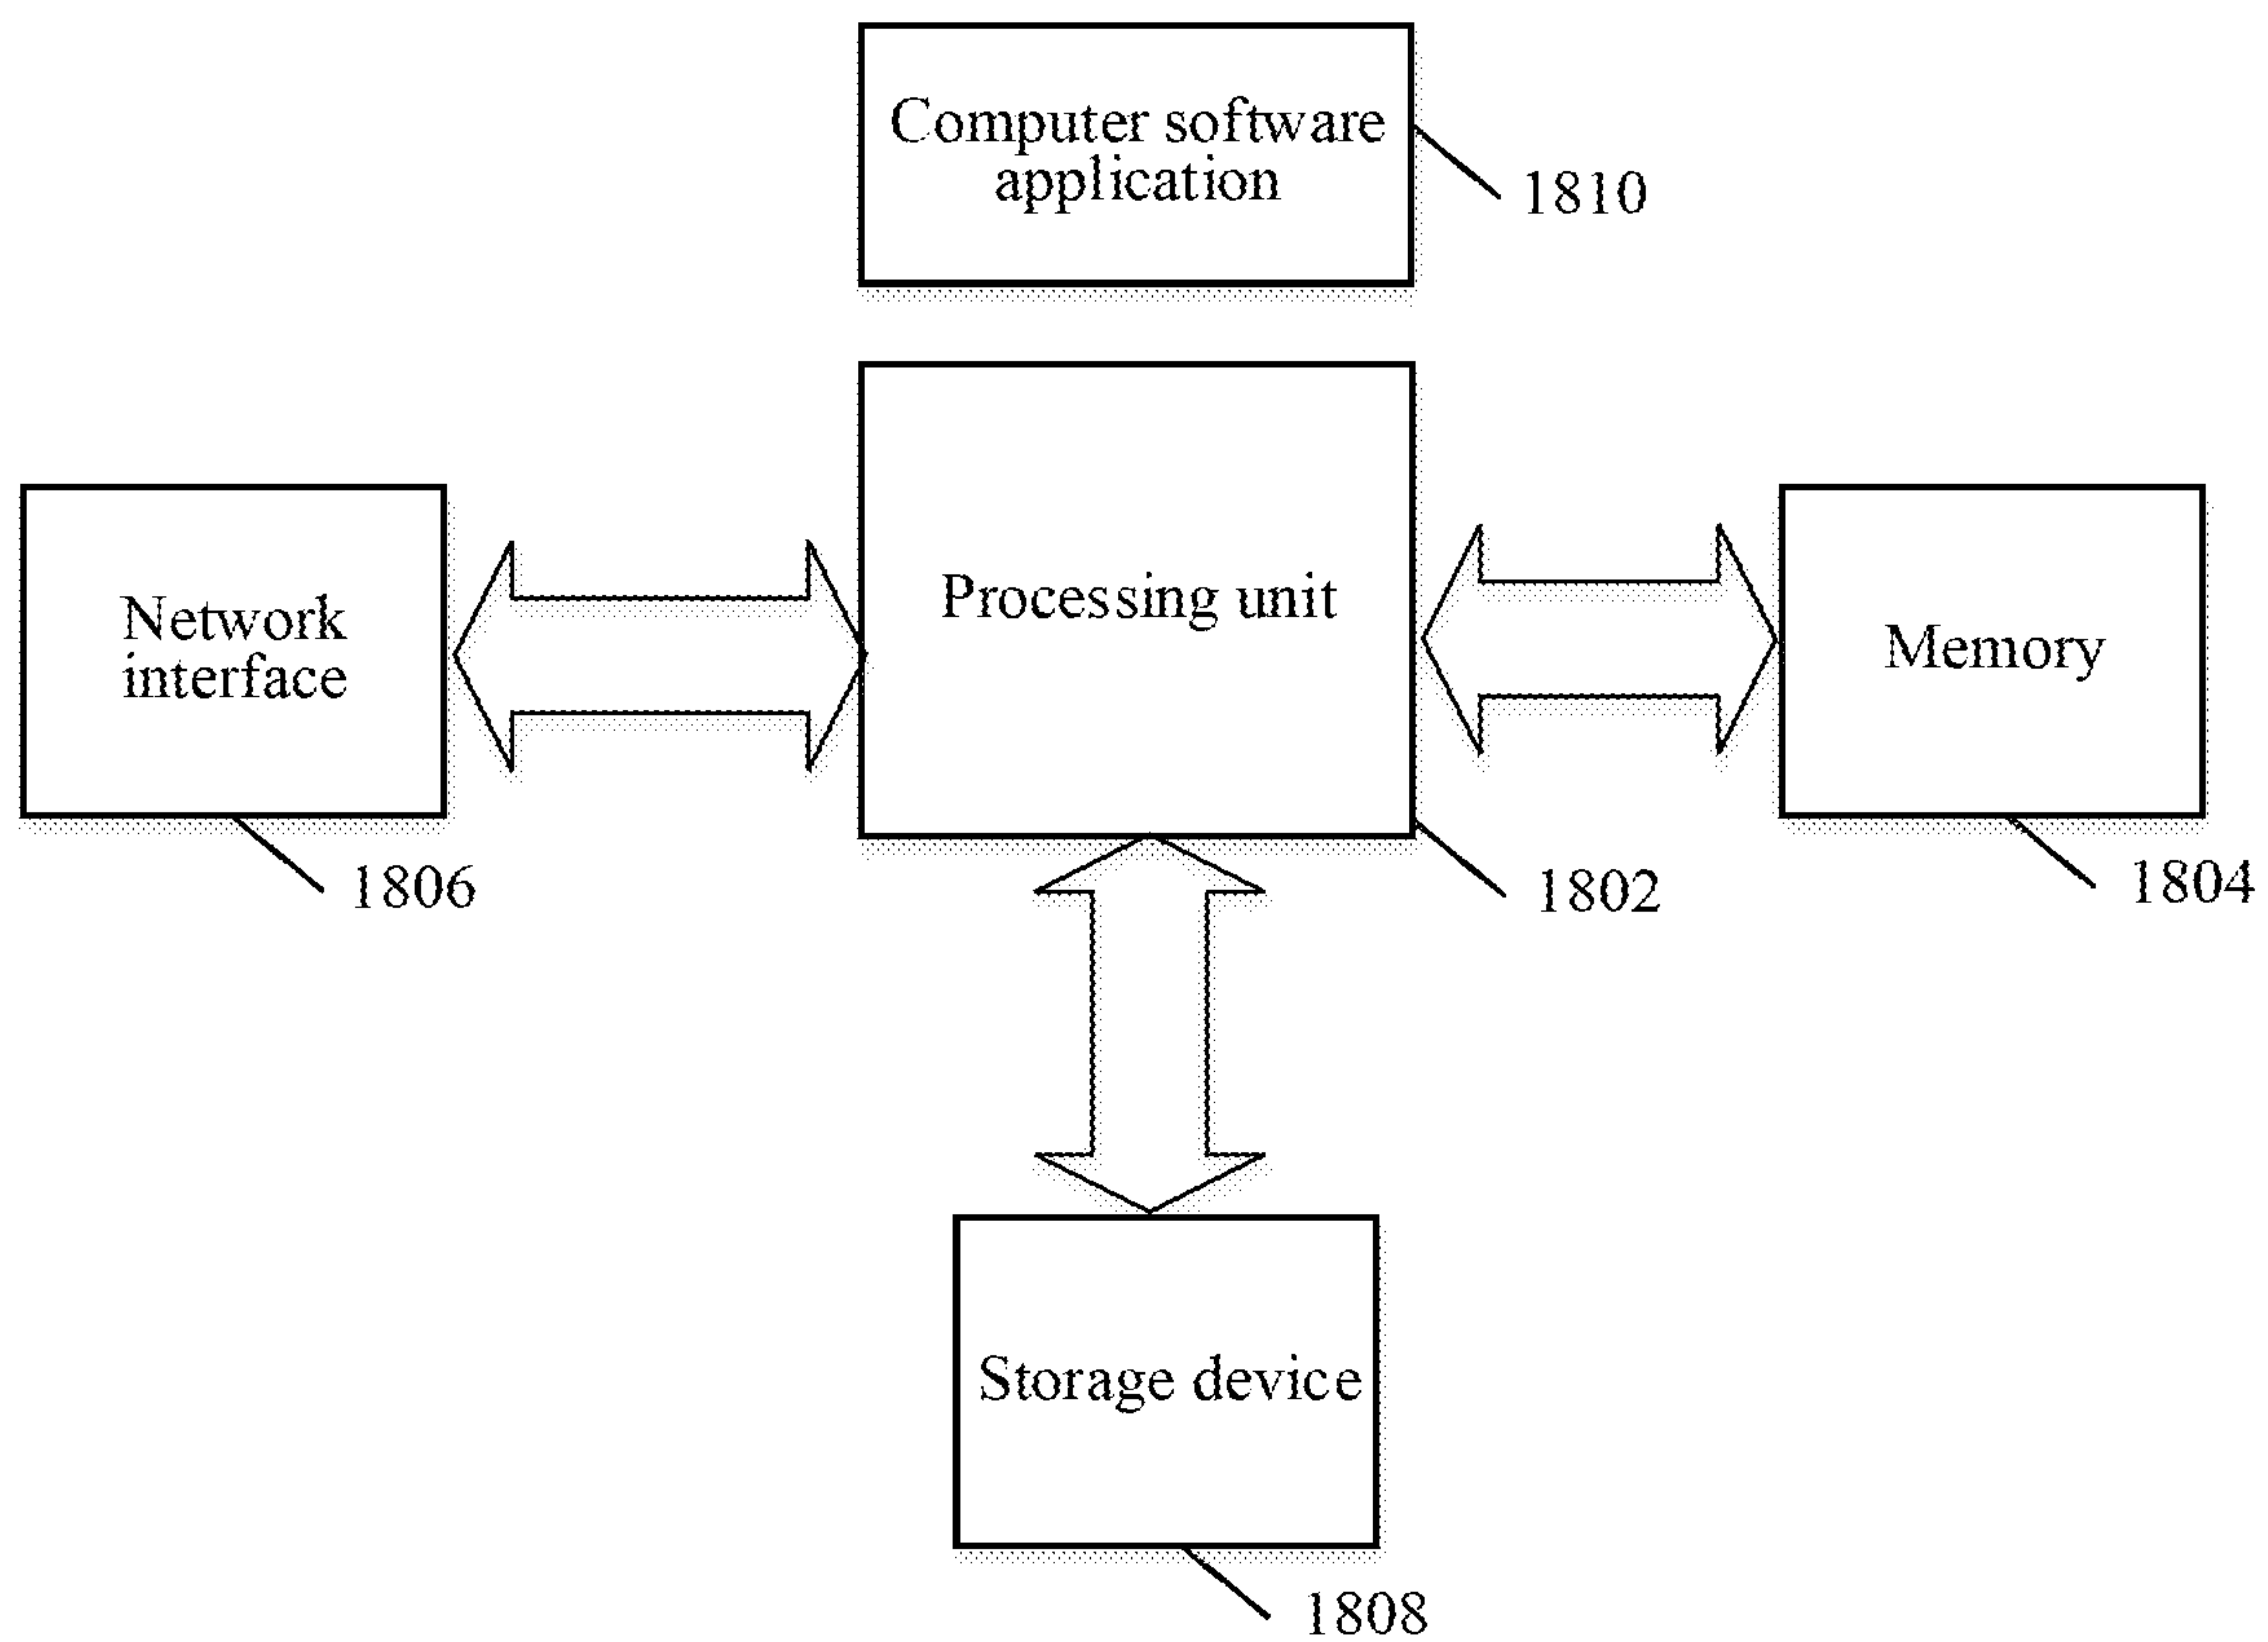 Computer software
application
1810
Network
interface
Processing unit
Memory
1806
1802
1804
Storage device
1808